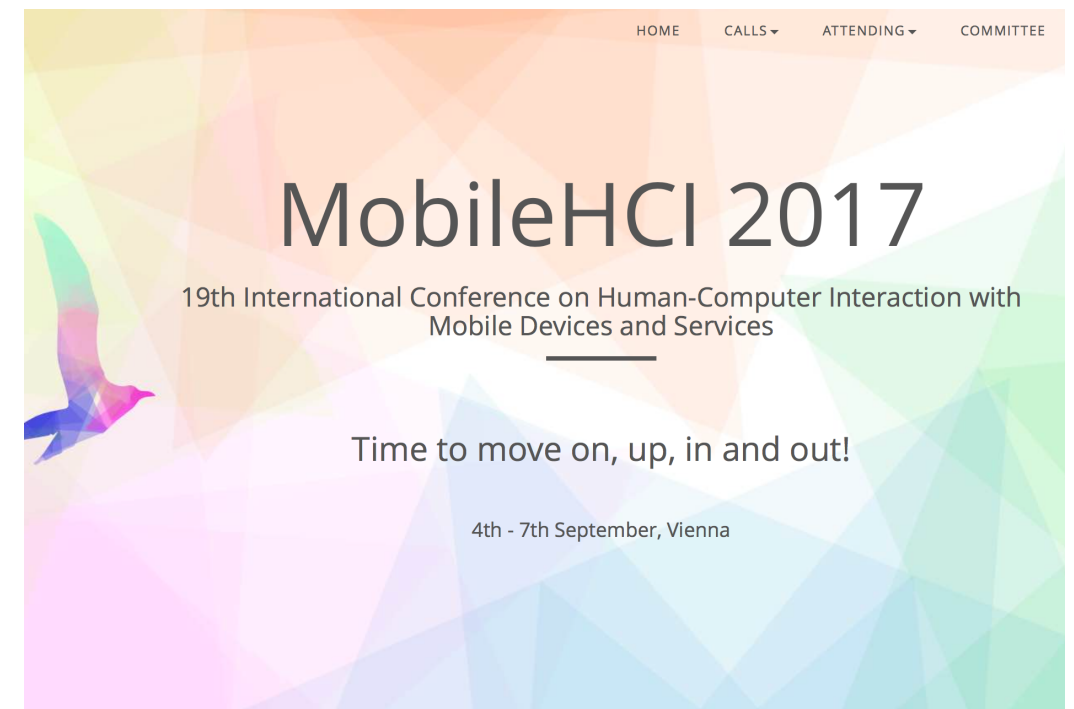 HOME CALLS ATTENDING COMMITTEE
MobileHCI 2017
19th International Conference on Human-Computer Interaction with
Mobile Devices and Services
Time to move on, up, in and out!
4th - 7th September, Vienna